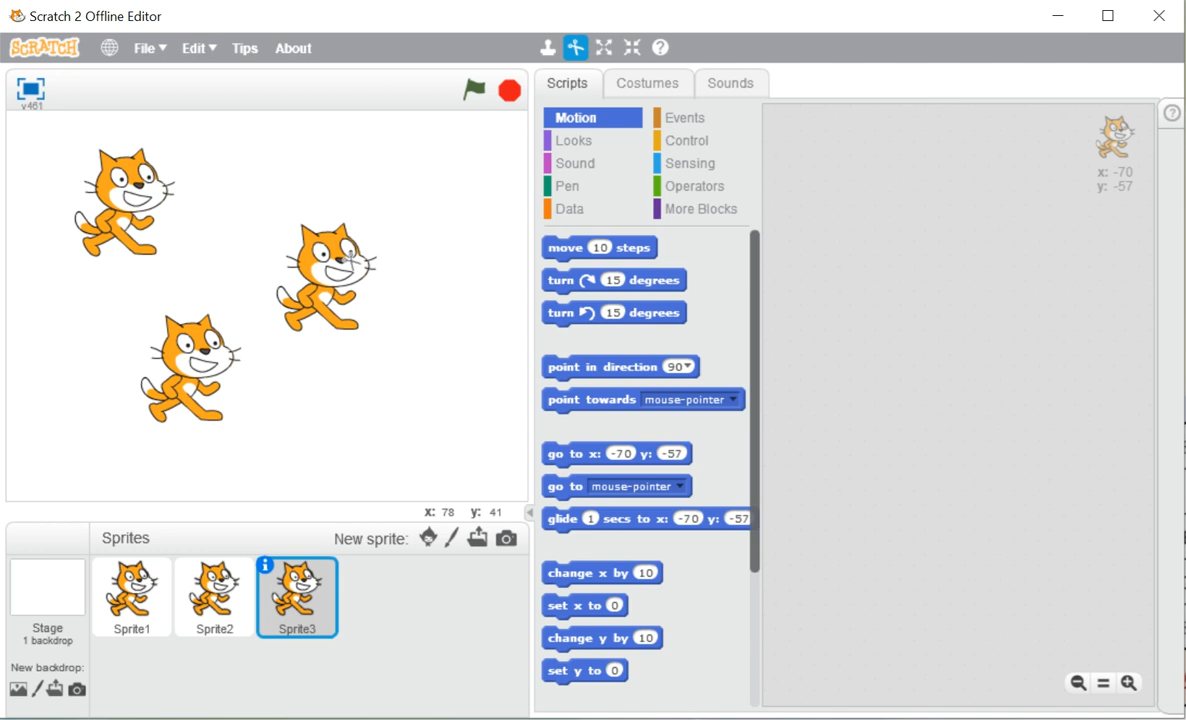 Scratch 2 Offline Editor
SCRATCH File Edit Tips About
v461
Scripts Costumes Sounds
Motion Events
Looks Control
Sound Sensing
Pen Operators
Data More Blocks
x: -70
y: -57
move 10 steps
turn 15 degrees
turn 15 degrees
point in direction 90
point towards mouse-pointer
go to x: -70 y: -57
go to mouse-pointer
glide 1 secs to x: -70 y: -57
change x by 10
set x to 0
change y by 10
set y to 0
x: 78 y: 41
Sprites New sprite:
Sprite1 Sprite2 Sprite3
Stage
1 backdrop
New backdrop: